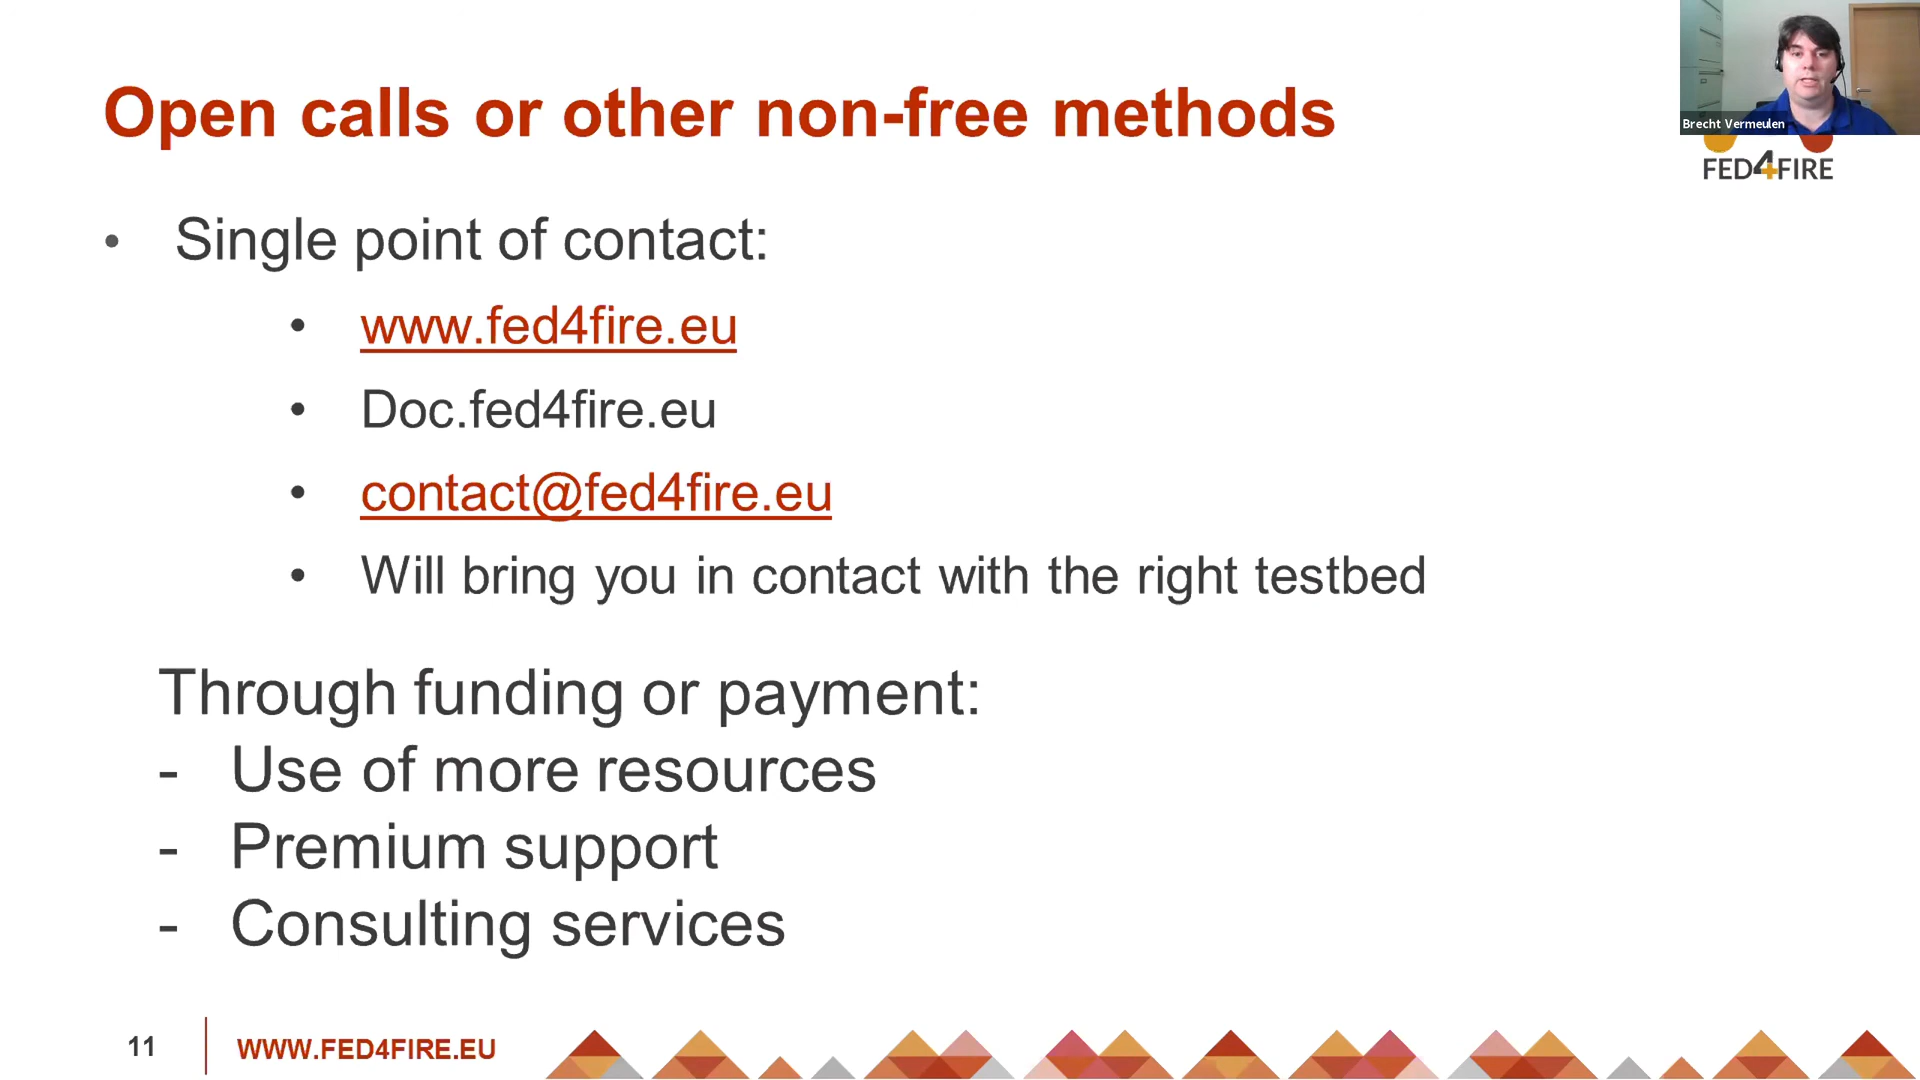 Open calls or other non-free methods
Brecht Vermeulen
FED4FIRE
• Single point of contact:
• www.fed4fire.eu
• Doc.fed4fire.eu
• contact@fed4fire.eu
• Will bring you in contact with the right testbed
Through funding or payment:
- Use of more resources
- Premium support
- Consulting services
11
WWW.FED4FIRE.EU